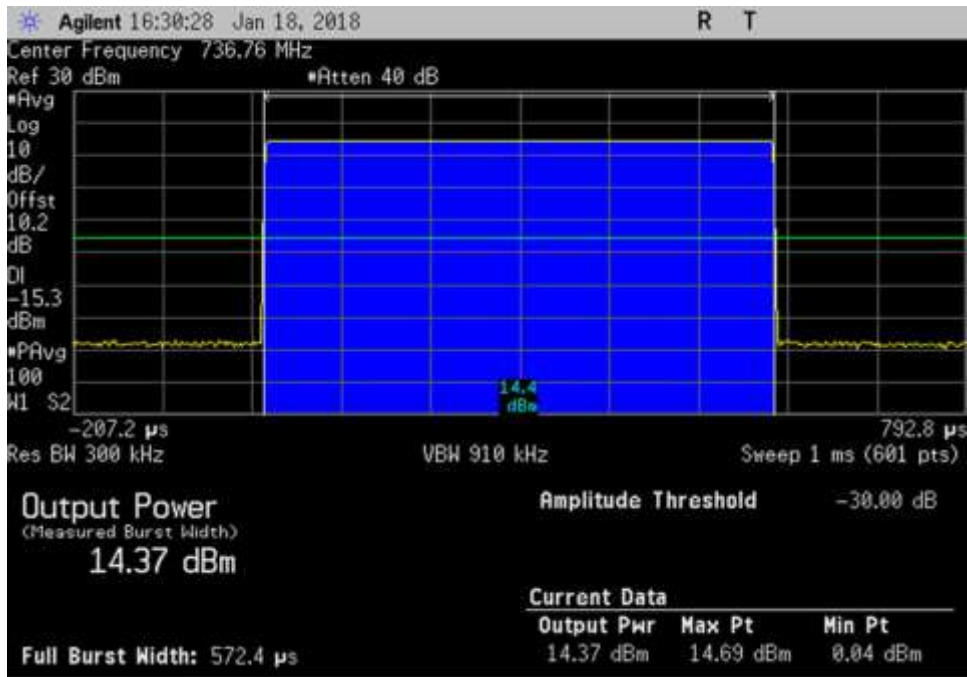 Agilent 16:30:28 Jan 18, 2018 R T
Center Frequency 736.76 MHz
Ref 30 dBm *Atten 40 dB
*Avg
Log
10
dB/
Offst
10.2
dB
DI
-15.3
dBm
*PAvg
100
W1 S2
14.4
dBm
-207.2 µs 792.8 µs
Res BW 300 kHz VBW 910 kHz Sweep 1 ms (601 pts)
Output Power Amplitude Threshold -30.00 dB
(Measured Burst Width)
14.37 dBm
Current Data
Output Pwr Max Pt Min Pt
Full Burst Width: 572.4 µs 14.37 dBm 14.69 dBm 0.04 dBm